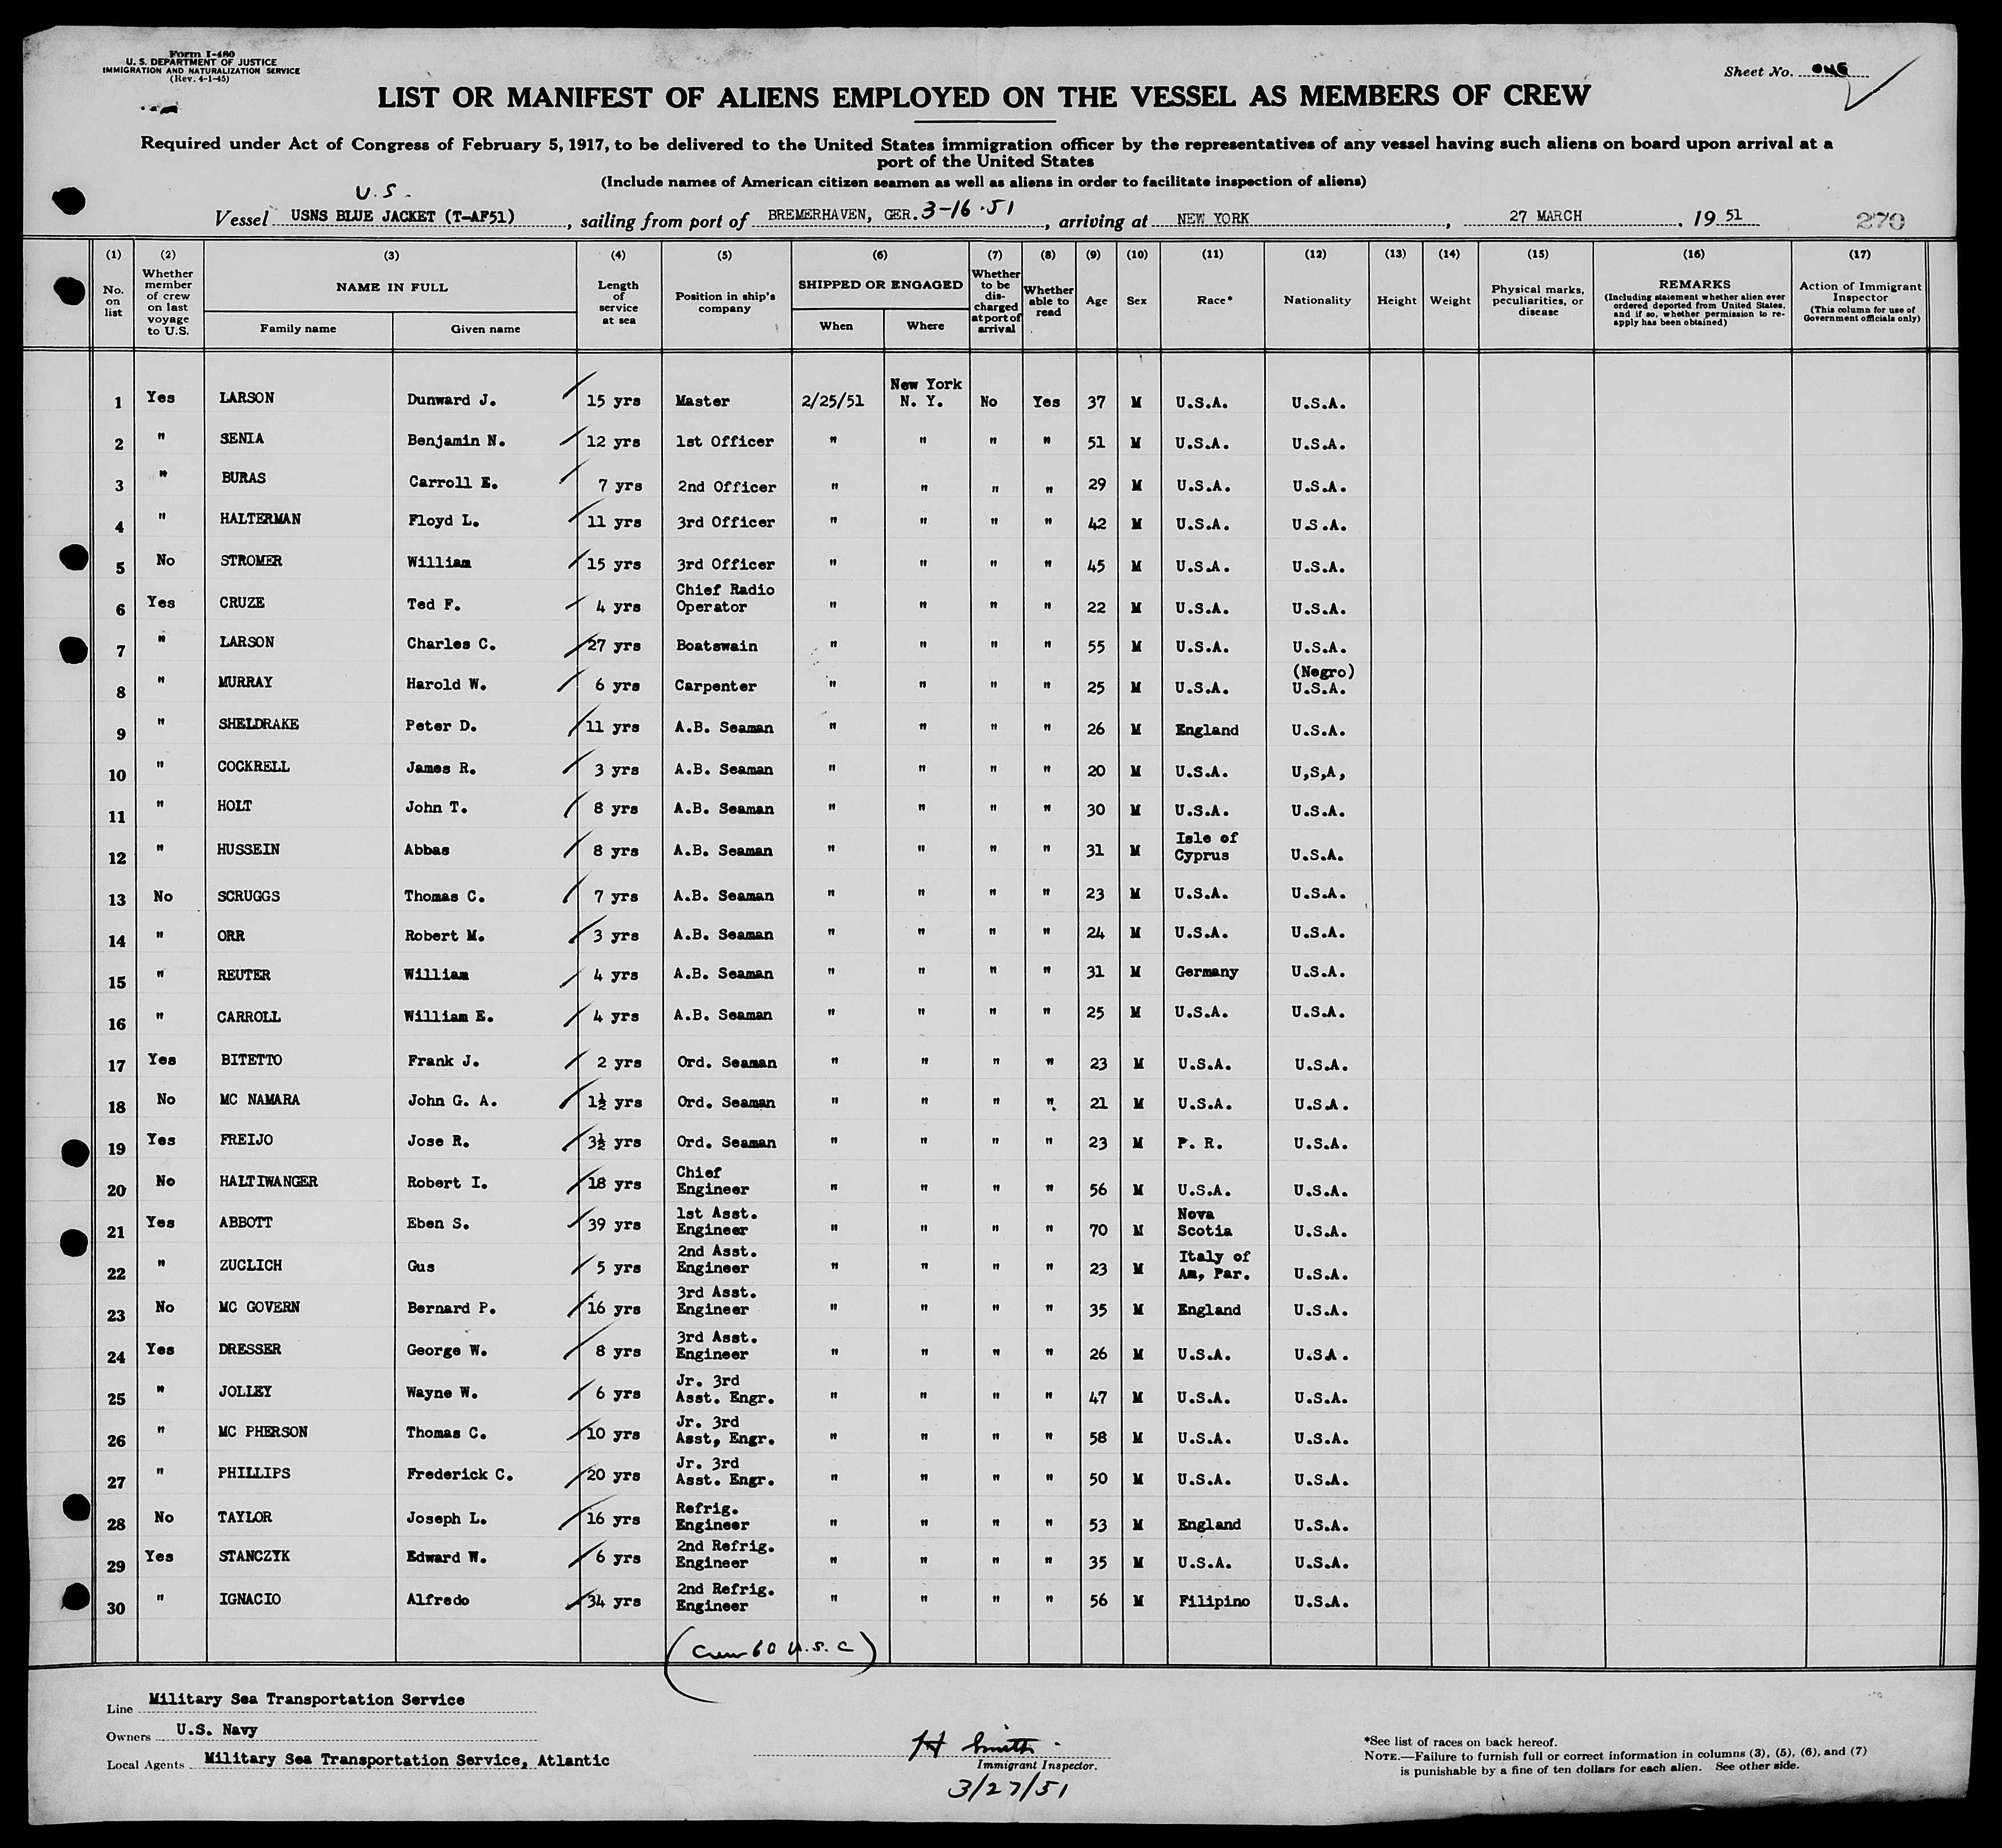 Form I-480
U. S. DEPARTMENT OF JUSTICE
IMMIGRATION AND NATURALIZATION SERVICE
(Rev. 4-1-45)
Sheet No. ONE
LIST OR MANIFEST OF ALIENS EMPLOYED ON THE VESSEL AS MEMBERS OF CREW
Required under Act of Congress of February 5, 1917, to be delivered to the United States immigration officer by the representatives of any vessel having such aliens on board upon arrival at a
port of the United States
(Include names of American citizen seamen as well as aliens in order to facilitate inspection of aliens)
U.S.
Vessel USNS BLUE JACKET (T-AF51), sailing from port of BREMERHAVEN, GER. 3-16-51, arriving at NEW YORK, 27 MARCH, 19 51 270
(1) (2) (3) (4) (5) (6) (7) (8) (9) (10) (11) (12) (13) (14) (15) (16) (17)
No. on list
Whether member of crew on last voyage to U.S.
NAME IN FULL
Family name Given name
Length of service at sea
Position in ship's company
SHIPPED OR ENGAGED
When Where
Whether to be discharged at port of arrival
Whether able to read
Age Sex Race* Nationality Height Weight
Physical marks, peculiarities, or disease
REMARKS
(Including statement whether alien ever ordered deported from United States, and if so, whether permission to re-apply has been obtained)
Action of Immigrant Inspector
(This column for use of Government officials only)
1 Yes LARSON Dunward J. 15 yrs Master 2/25/51 New York N. Y. No Yes 37 M U.S.A. U.S.A.
2 " SENIA Benjamin N. 12 yrs 1st Officer " " " " 51 M U.S.A. U.S.A.
3 " BURAS Carroll E. 7 yrs 2nd Officer " " " " 29 M U.S.A. U.S.A.
4 " HALTERMAN Floyd L. 11 yrs 3rd Officer " " " " 42 M U.S.A. U.S.A.
5 No STROMER William 15 yrs 3rd Officer " " " " 45 M U.S.A. U.S.A.
6 Yes CRUZE Ted F. 4 yrs Chief Radio Operator " " " " 22 M U.S.A. U.S.A.
7 " LARSON Charles C. 27 yrs Boatswain " " " " 55 M U.S.A. U.S.A.
8 " MURRAY Harold W. 6 yrs Carpenter " " " " 25 M U.S.A. (Negro) U.S.A.
9 " SHELDRAKE Peter D. 11 yrs A.B. Seaman " " " " 26 M England U.S.A.
10 " COCKRELL James R. 3 yrs A.B. Seaman " " " " 20 M U.S.A. U,S,A,
11 " HOLT John T. 8 yrs A.B. Seaman " " " " 30 M U.S.A. U.S.A.
12 " HUSSEIN Abbas 8 yrs A.B. Seaman " " " " 31 M Isle of Cyprus U.S.A.
13 No SCRUGGS Thomas C. 7 yrs A.B. Seaman " " " " 23 M U.S.A. U.S.A.
14 " ORR Robert M. 3 yrs A.B. Seaman " " " " 24 M U.S.A. U.S.A.
15 " REUTER William 4 yrs A.B. Seaman " " " " 31 M Germany U.S.A.
16 " CARROLL William E. 4 yrs A.B. Seaman " " " " 25 M U.S.A. U.S.A.
17 Yes BITETTO Frank J. 2 yrs Ord. Seaman " " " " 23 M U.S.A. U.S.A.
18 No MC NAMARA John G. A. 1½ yrs Ord. Seaman " " " " 21 M U.S.A. U.S.A.
19 Yes FREIJO Jose R. 3½ yrs Ord. Seaman " " " " 23 M P. R. U.S.A.
20 No HALTIWANGER Robert I. 18 yrs Chief Engineer " " " " 56 M U.S.A. U.S.A.
21 Yes ABBOTT Eben S. 39 yrs 1st Asst. Engineer " " " " 70 M Nova Scotia U.S.A.
22 " ZUCLICH Gus 5 yrs 2nd Asst. Engineer " " " " 23 M Italy of Am, Par. U.S.A.
23 No MC GOVERN Bernard P. 16 yrs 3rd Asst. Engineer " " " " 35 M England U.S.A.
24 Yes DRESSER George W. 8 yrs 3rd Asst. Engineer " " " " 26 M U.S.A. U.S.A.
25 " JOLLEY Wayne W. 6 yrs Jr. 3rd Asst. Engr. " " " " 47 M U.S.A. U.S.A.
26 " MC PHERSON Thomas C. 10 yrs Jr. 3rd Asst, Engr. " " " " 58 M U.S.A. U.S.A.
27 " PHILLIPS Frederick C. 20 yrs Jr. 3rd Asst. Engr. " " " " 50 M U.S.A. U.S.A.
28 No TAYLOR Joseph L. 16 yrs Refrig. Engineer " " " " 53 M England U.S.A.
29 Yes STANCZYK Edward W. 6 yrs 2nd Refrig. Engineer " " " " 35 M U.S.A. U.S.A.
30 " IGNACIO Alfredo 34 yrs 2nd Refrig. Engineer " " " " 56 M Filipino U.S.A.
(Crew 60 U.S.C)
Line Military Sea Transportation Service
Owners U.S. Navy
Local Agents Military Sea Transportation Service, Atlantic
H Smith
Immigrant Inspector.
3/27/51
*See list of races on back hereof.
NOTE.—Failure to furnish full or correct information in columns (3), (5), (6), and (7)
is punishable by a fine of ten dollars for each alien. See other side.